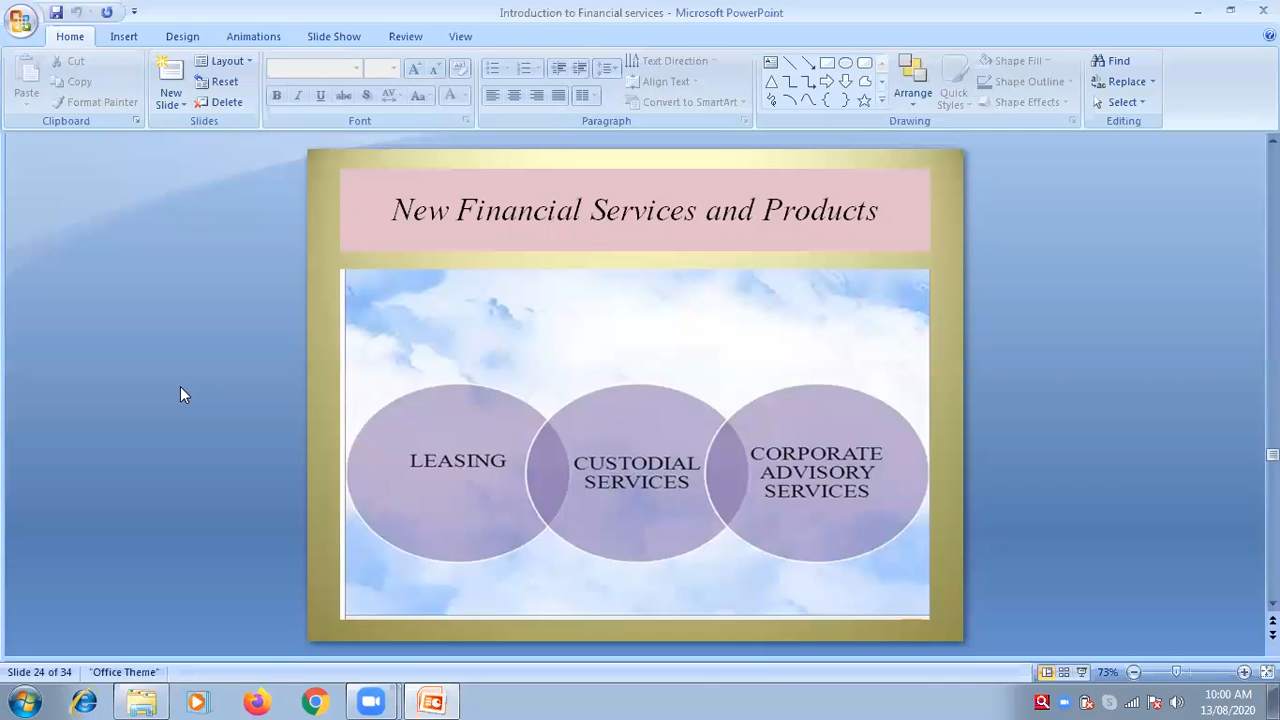 Introduction to Financial services - Microsoft PowerPoint
Home Insert Design Animations Slide Show Review View
Paste
Cut
Copy
Format Painter
Clipboard
New Slide
Layout
Reset
Delete
Slides
B I U abc S AV Aa A
Font
Text Direction
Align Text
Convert to SmartArt
Paragraph
Arrange
Quick Styles
Shape Fill
Shape Outline
Shape Effects
Drawing
Find
Replace
Select
Editing
New Financial Services and Products
LEASING
CUSTODIAL
SERVICES
CORPORATE
ADVISORY
SERVICES
Slide 24 of 34 "Office Theme" 73%
10:00 AM
13/08/2020